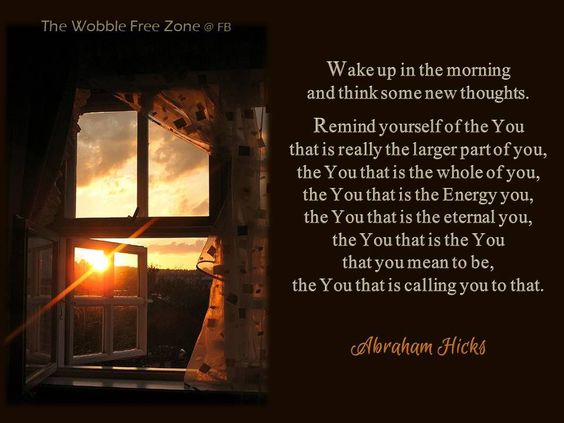 The Wobble Free Zone @ FB
Wake up in the morning
and think some new thoughts.
Remind yourself of the You
that is really the larger part of you,
the You that is the whole of you,
the You that is the Energy you,
the You that is the eternal you,
the You that is the You
that you mean to be,
the You that is calling you to that.
Abraham Hicks